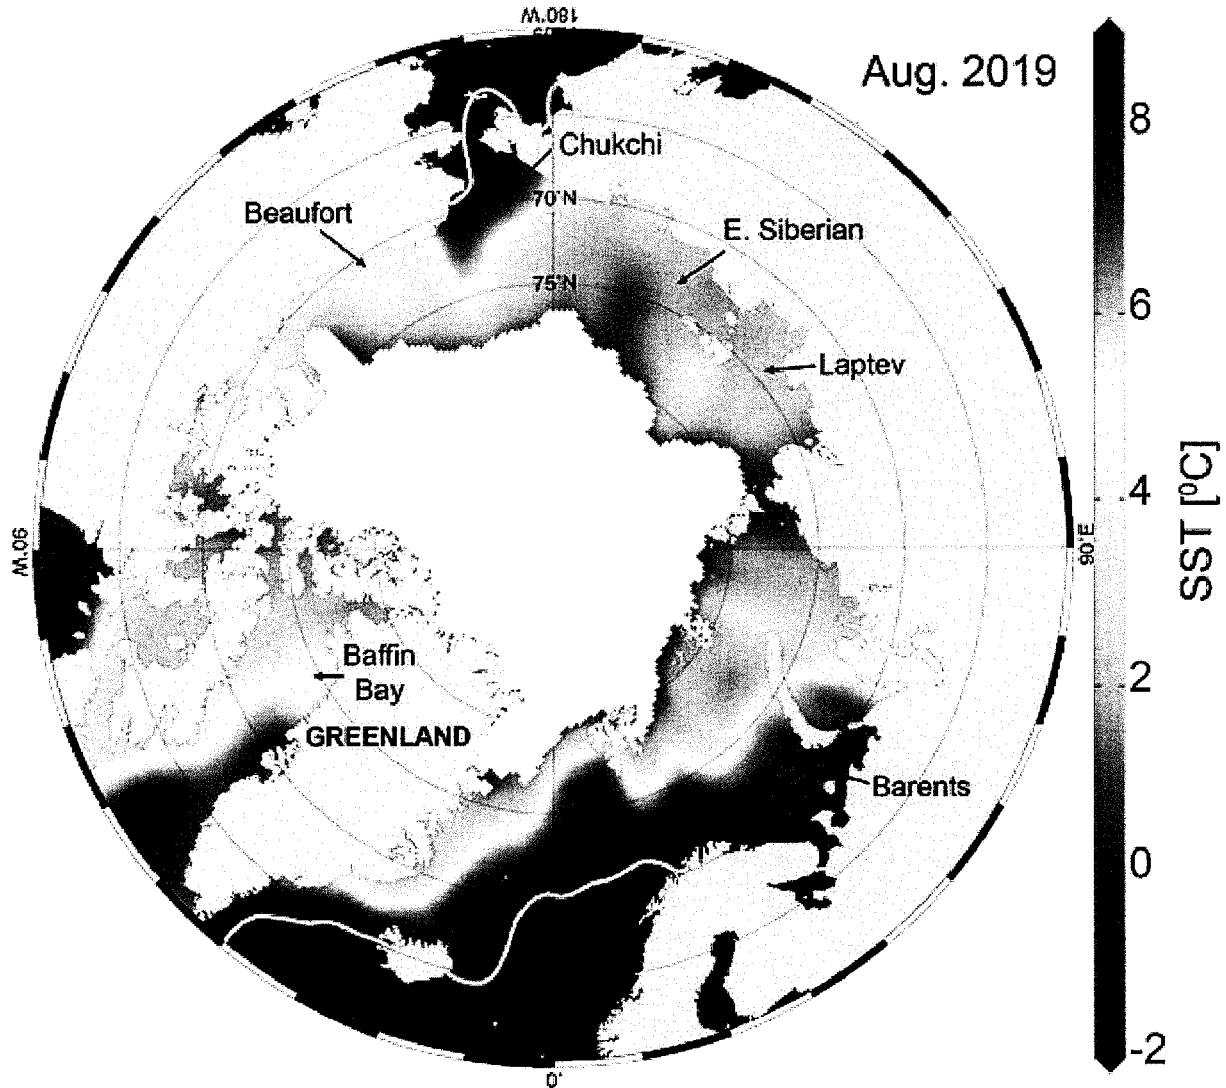 180°W
Aug. 2019
8
Chukchi
70°N
Beaufort
E. Siberian
75°N
6
Laptev
4
SST [⁰C]
90°W
90°E
Baffin
Bay
2
GREENLAND
Barents
0
-2
0°